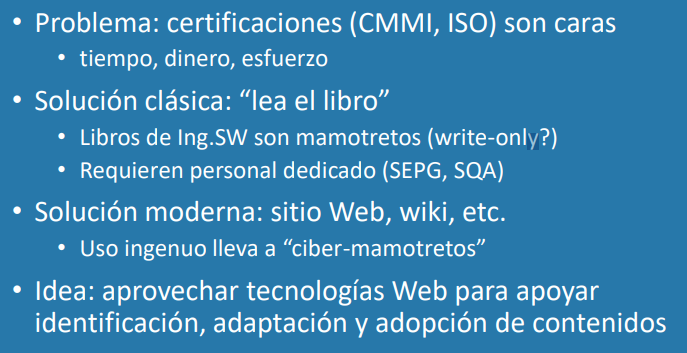 • Problema: certificaciones (CMMI, ISO) son caras
• tiempo, dinero, esfuerzo
• Solución clásica: “lea el libro”
• Libros de Ing.SW son mamotretos (write-only?)
• Requieren personal dedicado (SEPG, SQA)
• Solución moderna: sitio Web, wiki, etc.
• Uso ingenuo lleva a “ciber-mamotretos”
• Idea: aprovechar tecnologías Web para apoyar
identificación, adaptación y adopción de contenidos